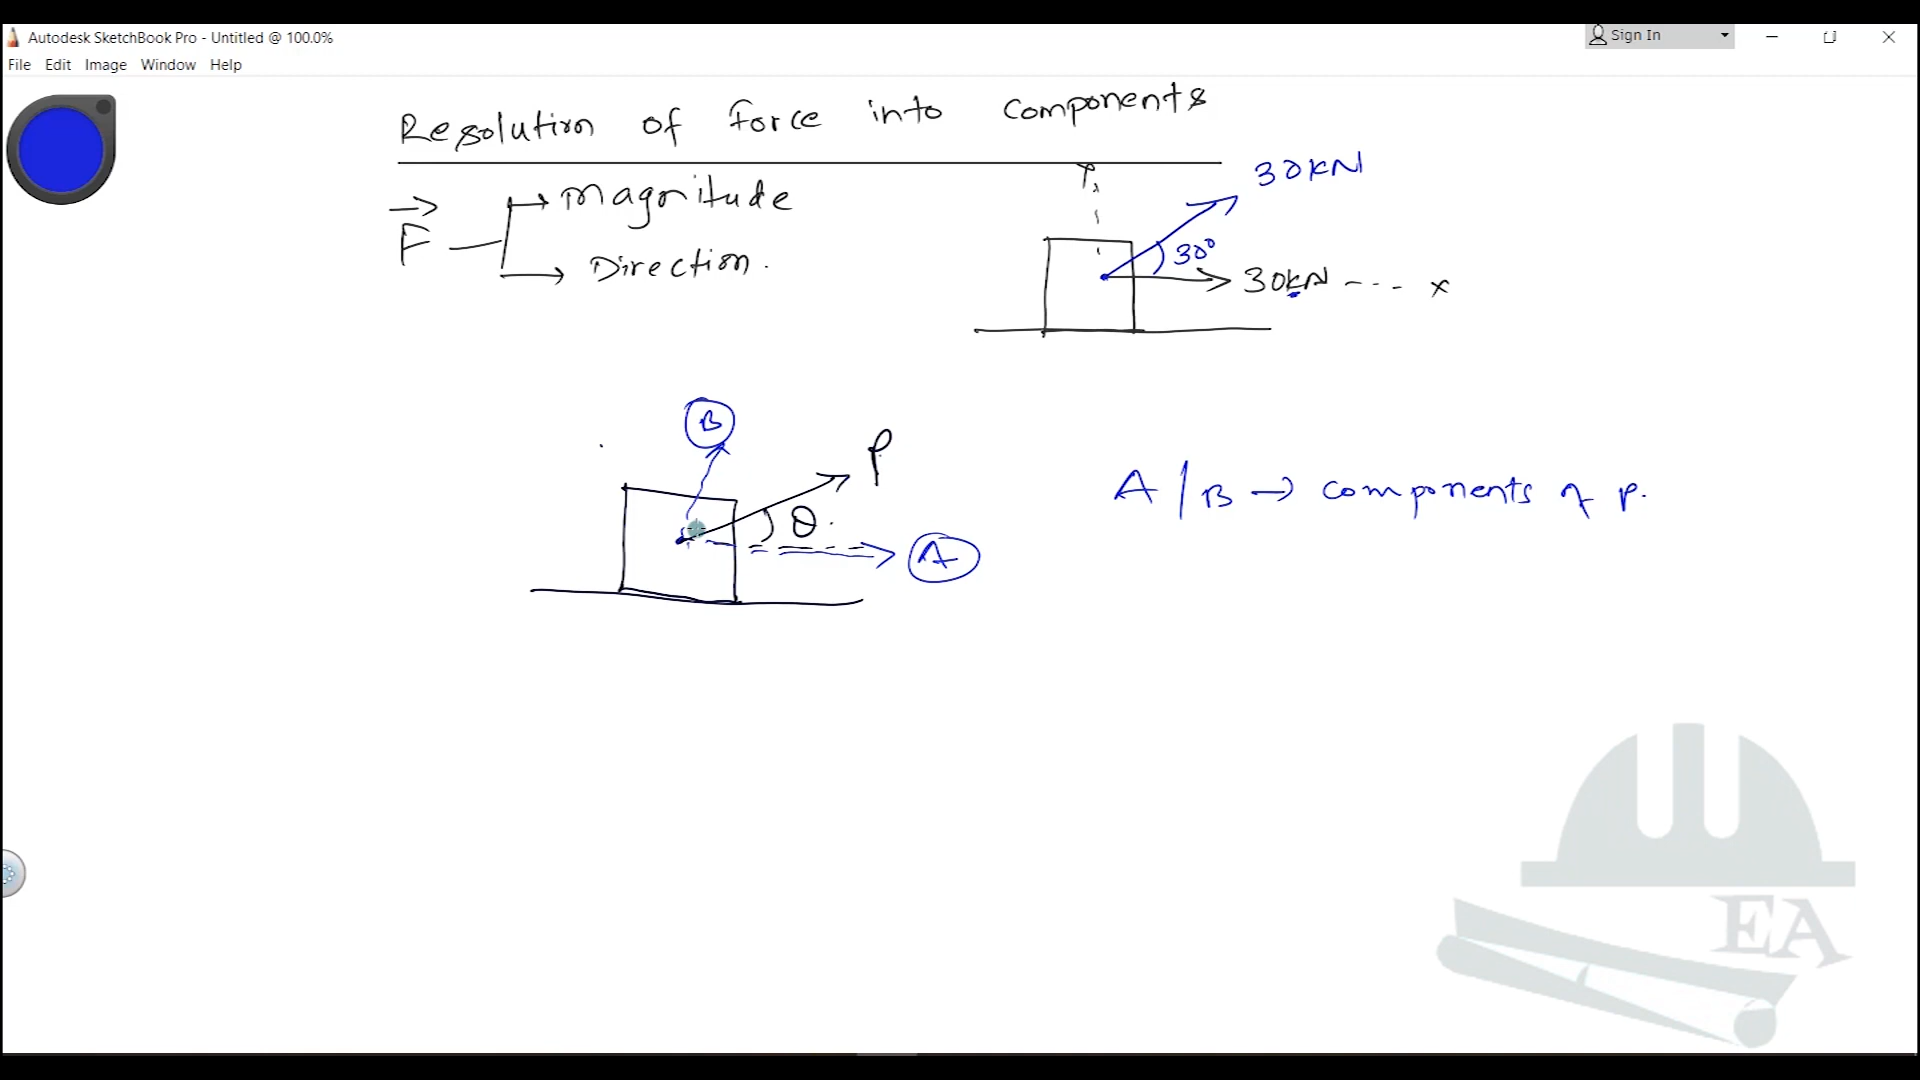 Autodesk SketchBook Pro - Untitled @ 100.0%
Sign In
File Edit Image Window Help
Resolution of force into components
F
Magnitude
Direction.
30KN
30°
30KN --- x
B
P
θ.
A
A/B → components of P.
EA